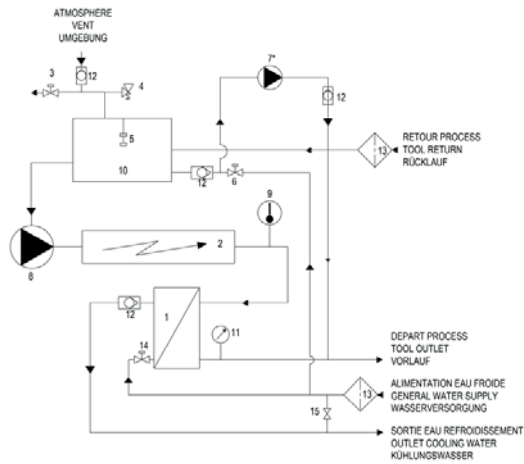 ATMOSPHERE
VENT
UMGEBUNG
3
12
4
7*
12
5
10
RETOUR PROCESS
TOOL RETURN
RÜCKLAUF
13
12
6
9
8
2
12
1
11
14
DEPART PROCESS
TOOL OUTLET
VORLAUF
13
ALIMENTATION EAU FROIDE
GENERAL WATER SUPPLY
WASSERVERSORGUNG
15
SORTIE EAU REFROIDISSEMENT
OUTLET COOLING WATER
KÜHLUNGSWASSER